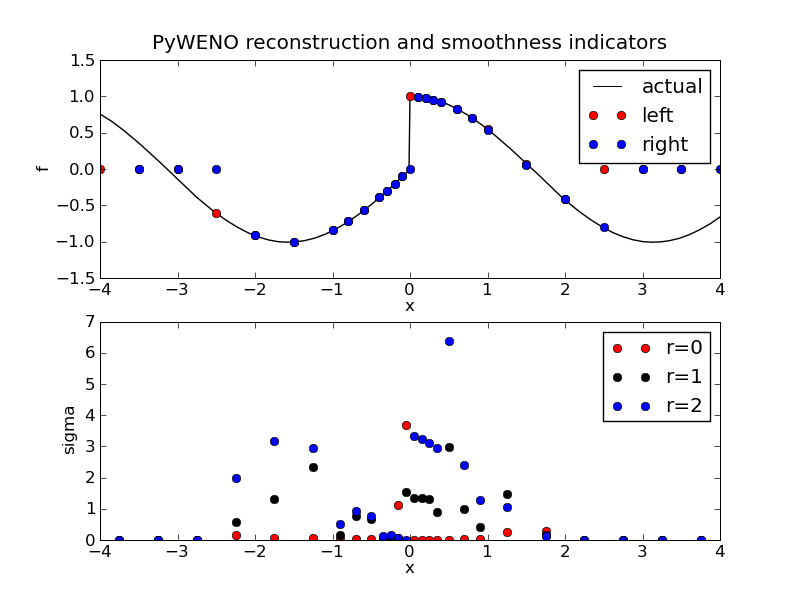 PyWENO reconstruction and smoothness indicators
1.5
1.0
0.5
0.0
−0.5
−1.0
−1.5
f
actual
left
right
−4 −3 −2 −1 0 1 2 3 4
x
7
6
5
4
3
2
1
0
sigma
r=0
r=1
r=2
−4 −3 −2 −1 0 1 2 3 4
x